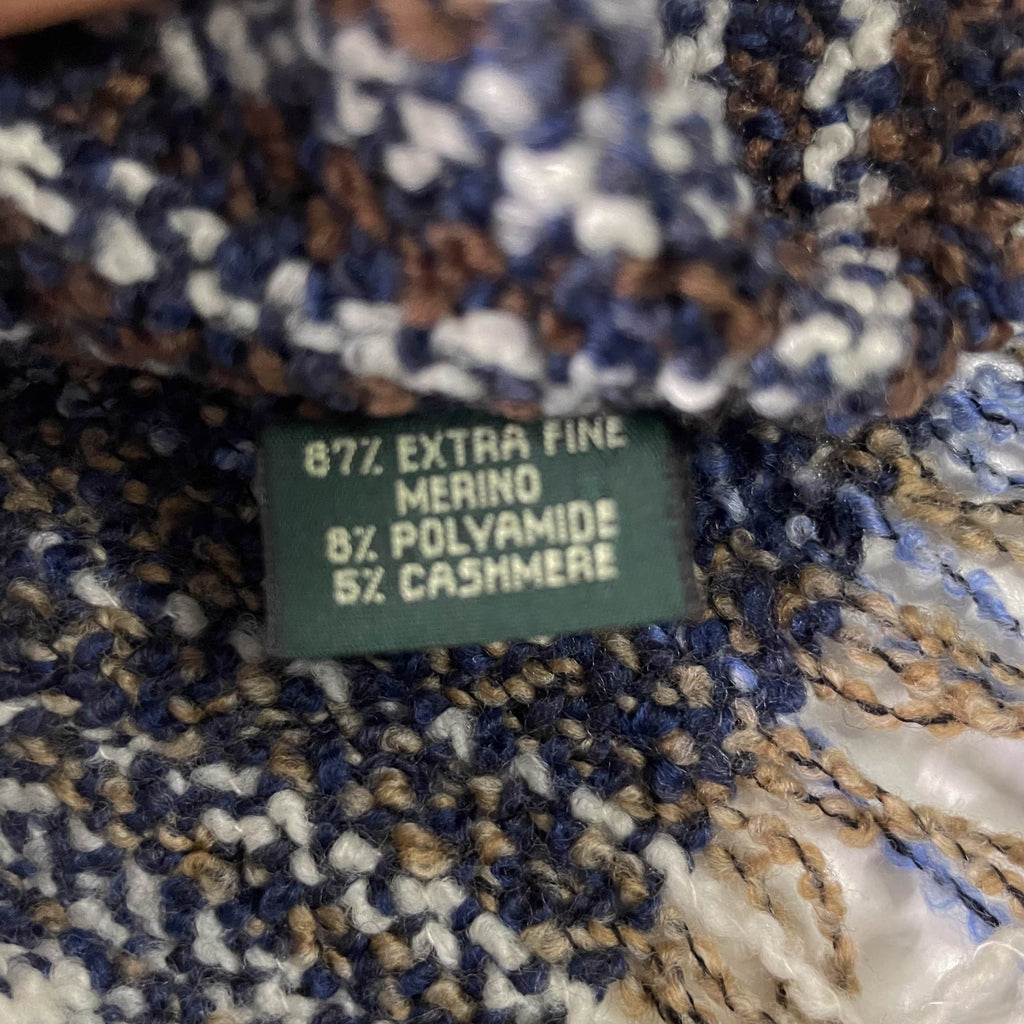 87% EXTRA FINE
MERINO
8% POLYAMIDE
5% CASHMERE